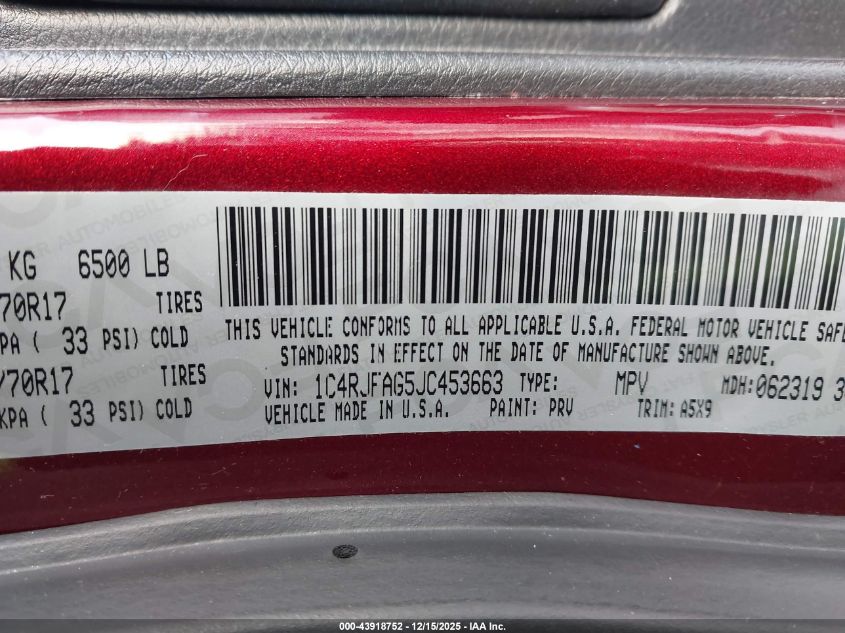 KG 6500 LB
70R17 TIRES
PA ( 33 PSI) COLD
/70R17 TIRES
KPA ( 33 PSI) COLD
THIS VEHICLE CONFORMS TO ALL APPLICABLE U.S.A. FEDERAL MOTOR VEHICLE SAFE
STANDARDS IN EFFECT ON THE DATE OF MANUFACTURE SHOWN ABOVE.
VIN: 1C4RJFAG5JC453663 TYPE: MPV MDH: 062319
VEHICLE MADE IN U.S.A. PAINT: PRV TRIM: A5X9
000-43918752 - 12/15/2025 - IAA Inc.